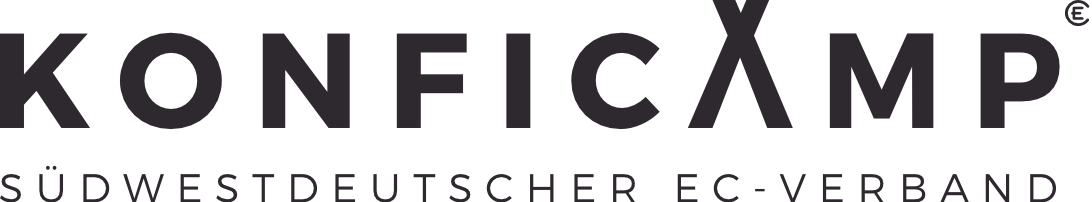 KONFICAMP
SÜDWESTDEUTSCHER EC-VERBAND